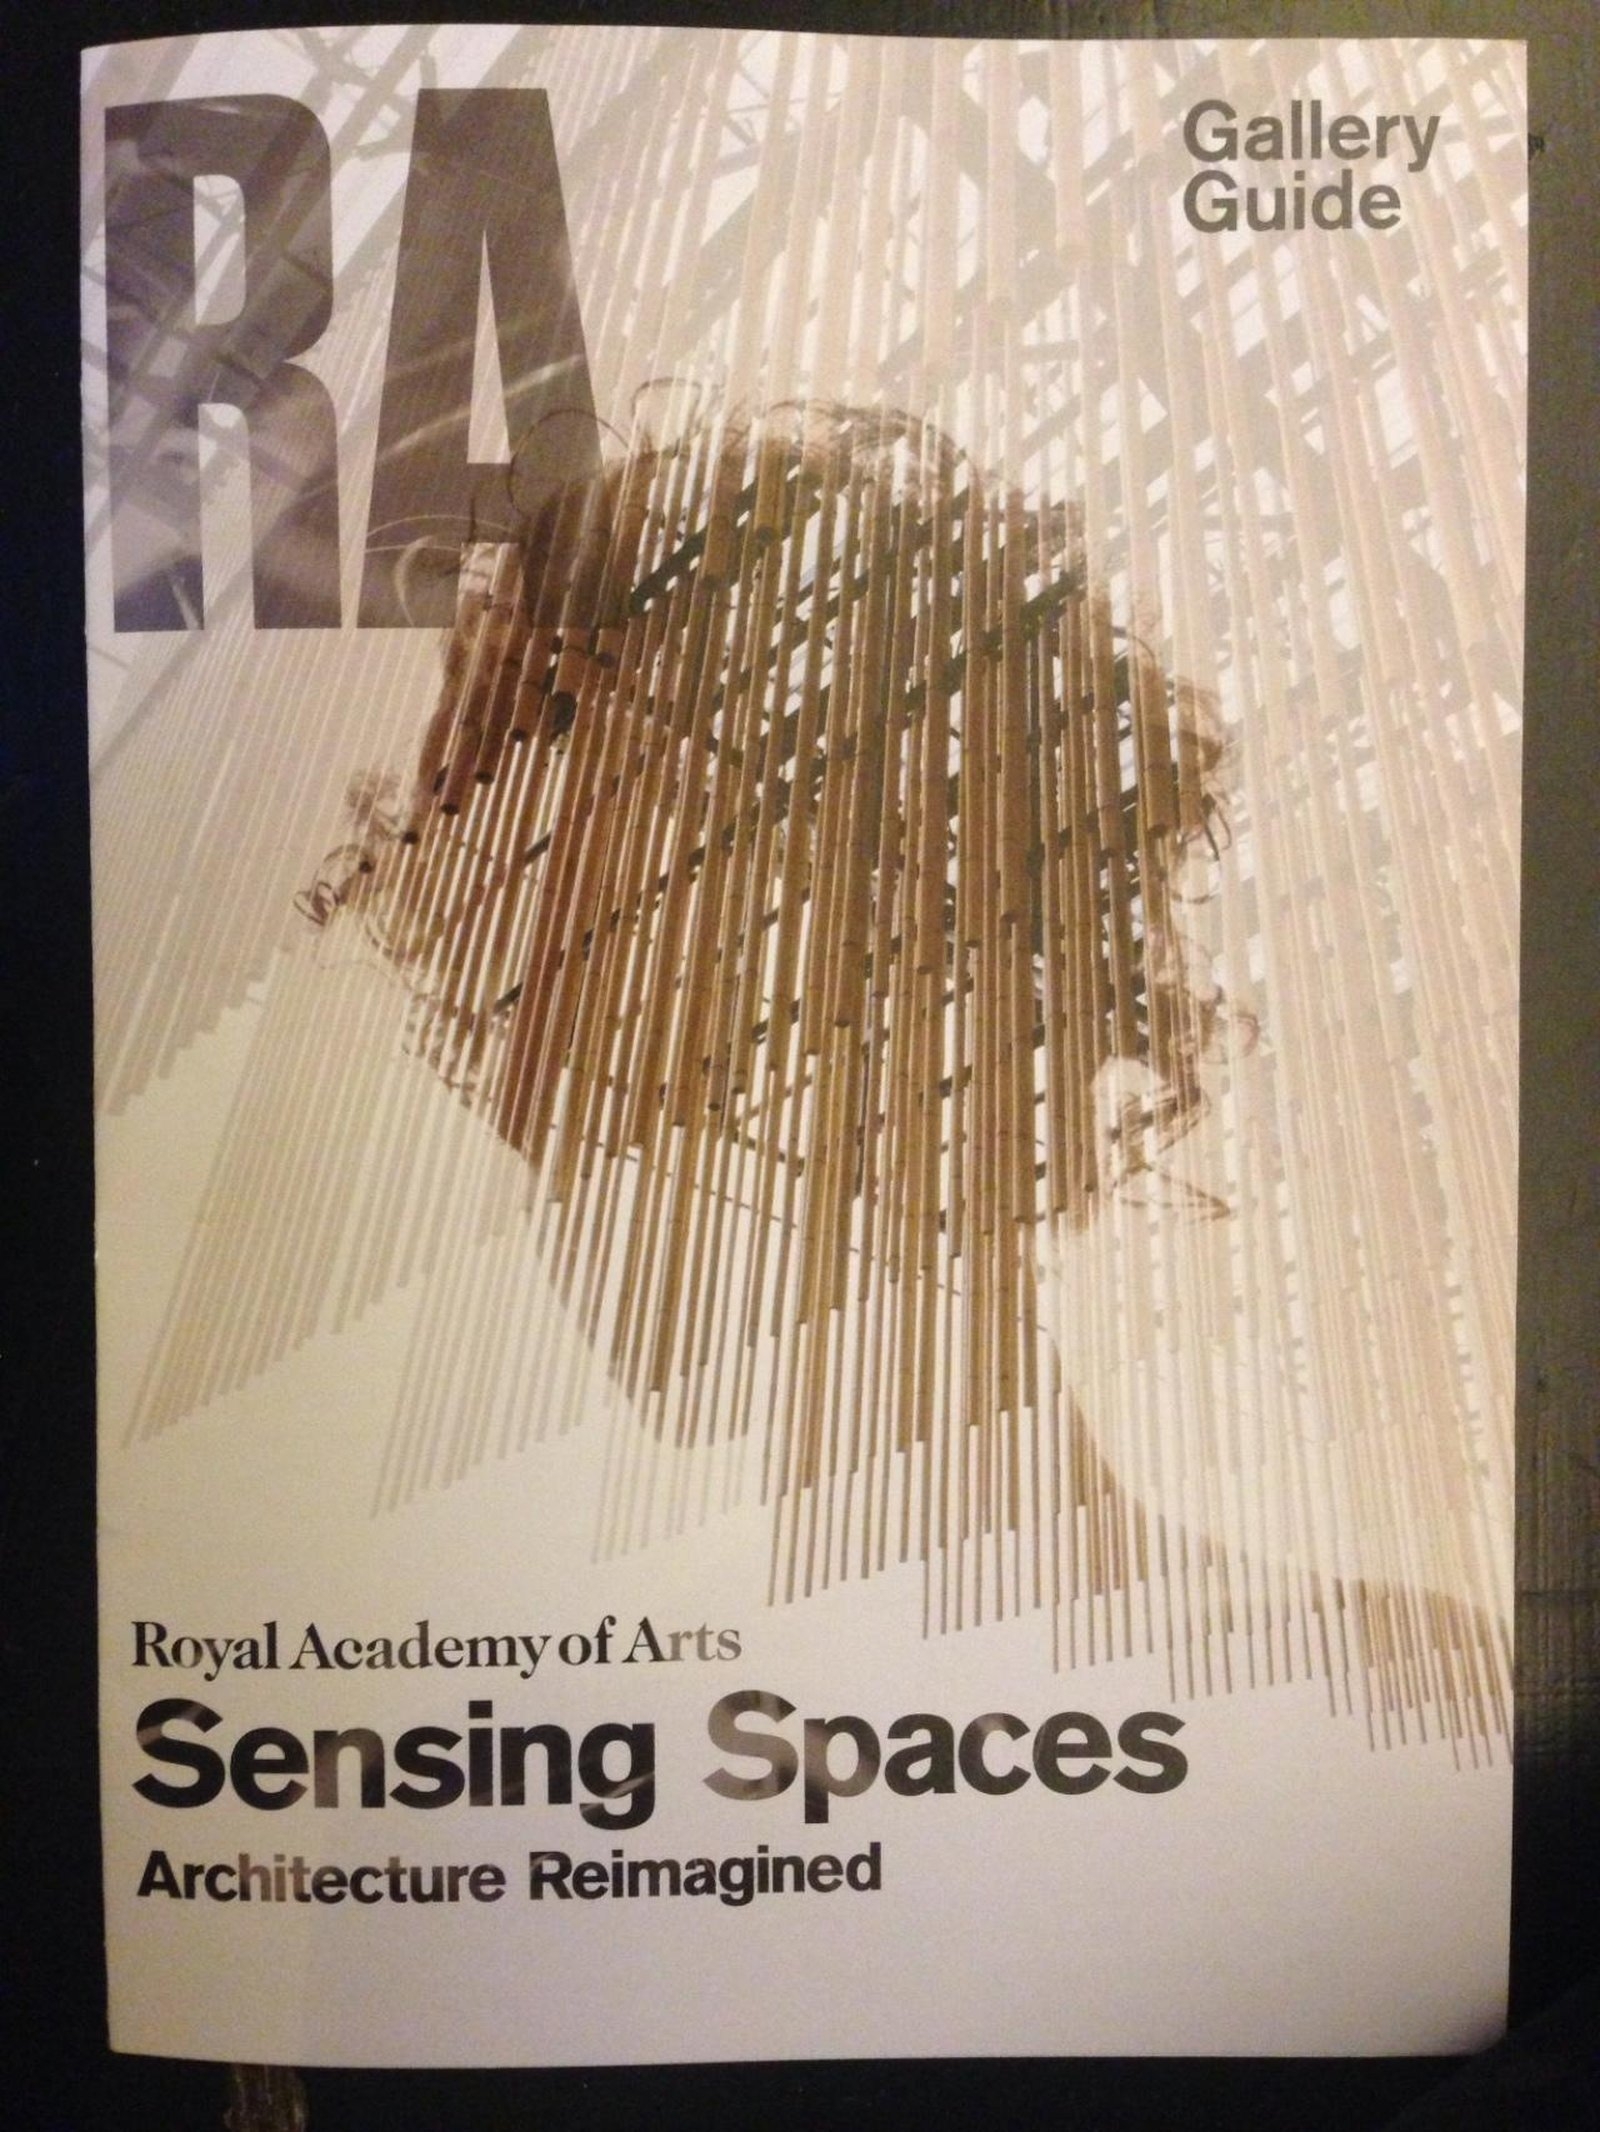 RA
Gallery
Guide
Royal Academy of Arts
Sensing Spaces
Architecture Reimagined